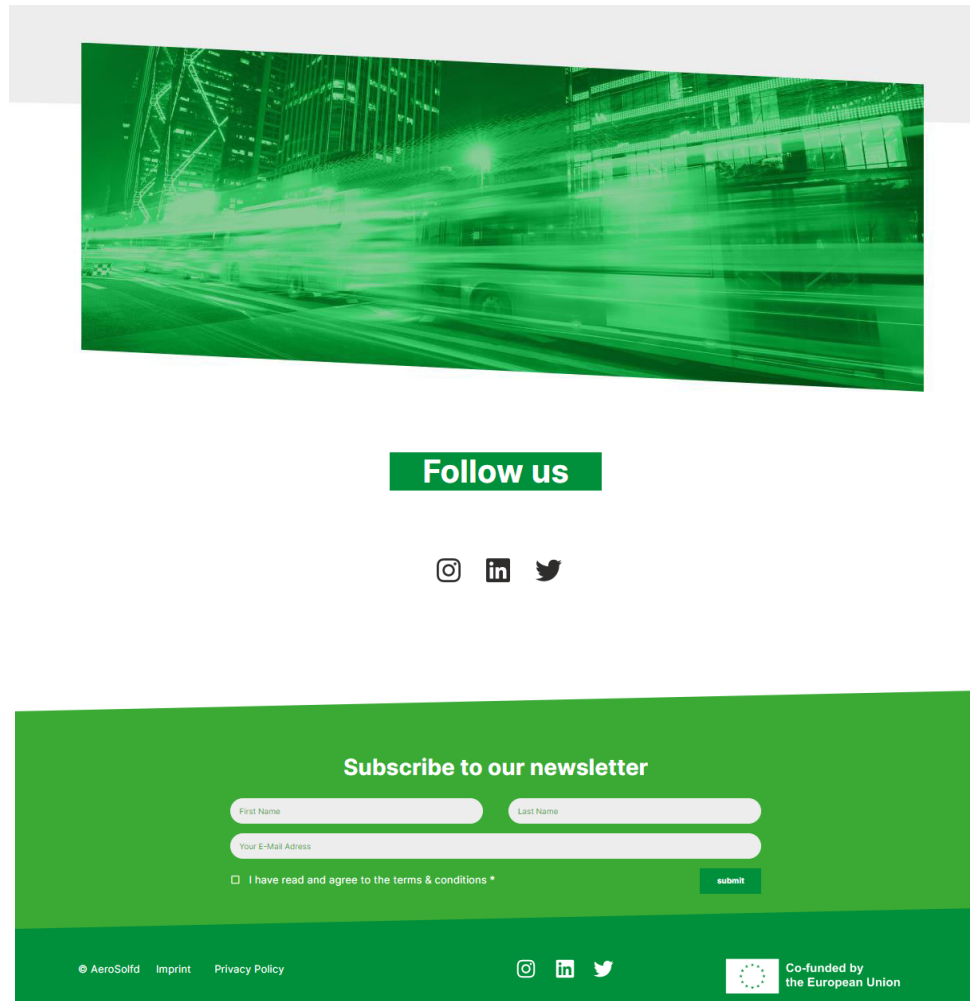 Follow us
Subscribe to our newsletter
First Name
Last Name
Your E-Mail Adress
I have read and agree to the terms & conditions *
submit
© AeroSolfd
Imprint
Privacy Policy
Co-funded by
the European Union